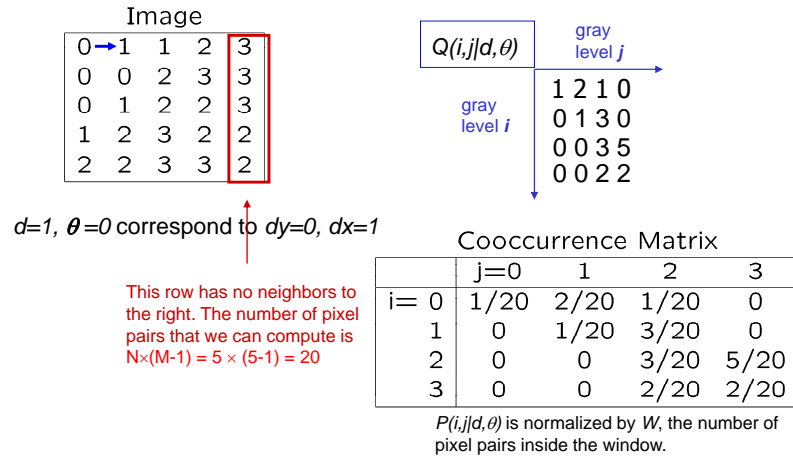 Image
0 1 1 2 3
0 0 2 3 3
0 1 2 2 3
1 2 3 2 2
2 2 3 3 2
d=1, θ =0 correspond to dy=0, dx=1
This row has no neighbors to
the right. The number of pixel
pairs that we can compute is
N×(M-1) = 5 × (5-1) = 20
Q(i,j|d,θ)
gray
level j
gray
level i
1 2 1 0
0 1 3 0
0 0 3 5
0 0 2 2
Cooccurrence Matrix
j=0 1 2 3
i= 0 1/20 2/20 1/20 0
1 0 1/20 3/20 0
2 0 0 3/20 5/20
3 0 0 2/20 2/20
P(i,j|d,θ) is normalized by W, the number of
pixel pairs inside the window.